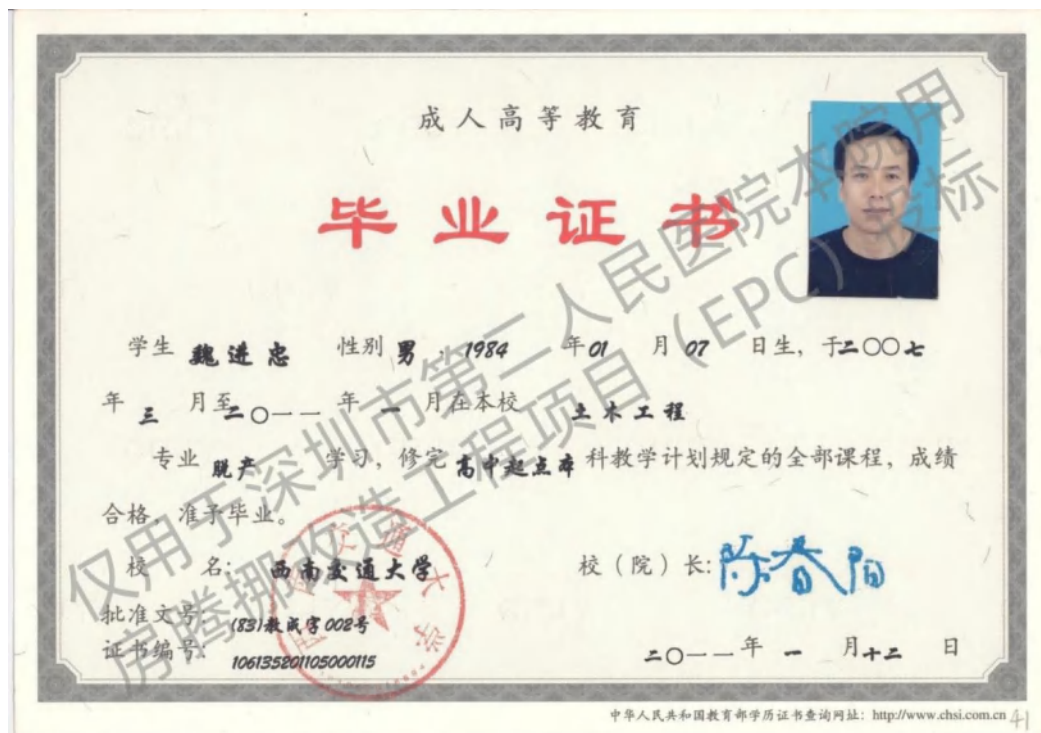 成人高等教育
毕业证书
学生 魏进忠 性别 男，1984 年 01 月 07 日生，于二〇〇七
年 三 月至二〇一一 年 一 月在本校 土木工程
专业 脱产 学习，修完 高中起点本 科教学计划规定的全部课程，成绩
合格，准予毕业。
校 名： 西南交通大学 校（院）长：陈春阳
批准文号： (83)教成字002号
证书编号： 106135201105000115
二〇一一 年 一 月十二 日
西南交通大学
中华人民共和国教育部学历证书查询网址：http://www.chsi.com.cn 41
仅用于深圳市第二人民医院本院用
房腾挪改造工程项目（EPC）投标